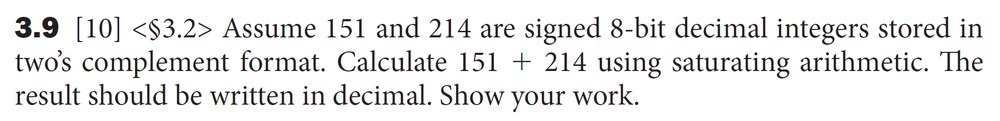 3.9 [10] <§3.2> Assume 151 and 214 are signed 8-bit decimal integers stored in
two’s complement format. Calculate 151 + 214 using saturating arithmetic. The
result should be written in decimal. Show your work.